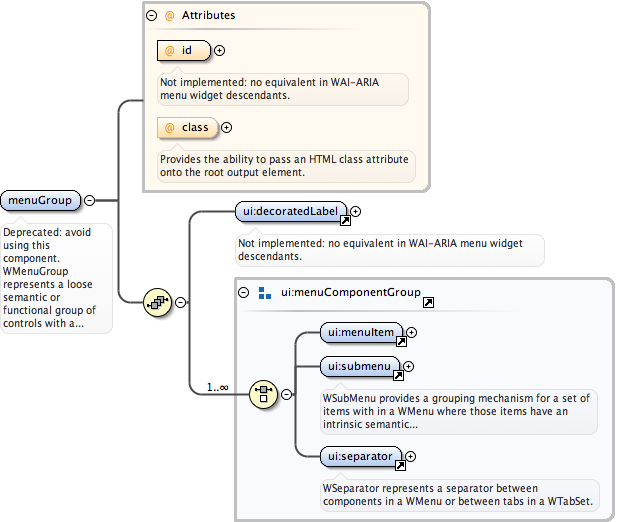 @ Attributes
@ id
Not implemented: no equivalent in WAI-ARIA
menu widget descendants.
@ class
Provides the ability to pass an HTML class attribute
onto the root output element.
menuGroup
Deprecated: avoid
using this
component.
WMenuGroup
represents a loose
semantic or
functional group of
controls with a...
ui:decoratedLabel
Not implemented: no equivalent in WAI-ARIA menu widget
descendants.
ui:menuComponentGroup
1..∞
ui:menuItem
ui:submenu
WSubMenu provides a grouping mechanism for a set of
items with in a WMenu where those items have an
intrinsic semantic...
ui:separator
WSeparator represents a separator between
components in a WMenu or between tabs in a WTabSet.